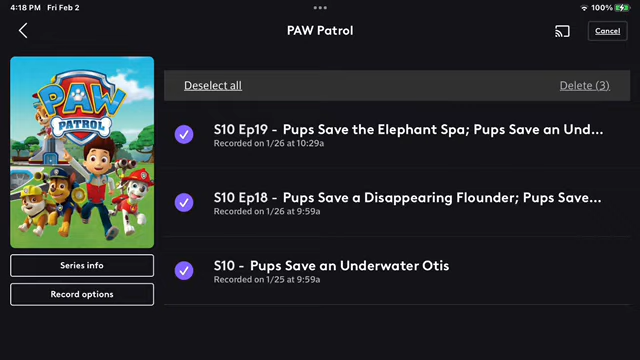 4:18 PM Fri Feb 2
100%
PAW Patrol
Cancel
PAW
PATROL
Deselect all
Delete (3)
S10 Ep19 - Pups Save the Elephant Spa; Pups Save an Und...
Recorded on 1/26 at 10:29a
S10 Ep18 - Pups Save a Disappearing Flounder; Pups Save...
Recorded on 1/26 at 9:59a
S10 - Pups Save an Underwater Otis
Recorded on 1/25 at 9:59a
Series info
Record options